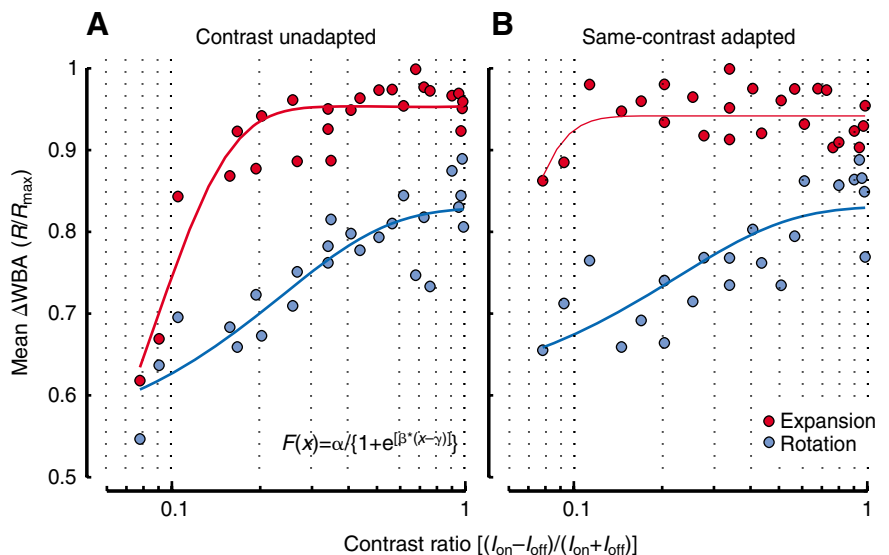 A
B
Contrast unadapted
Same-contrast adapted
Mean ΔWBA (R/Rmax)
1
0.9
0.8
0.7
0.6
0.5
F(x)=α/{1+e[β*(x–γ)]}
Expansion
Rotation
0.1
1
0.1
1
Contrast ratio [(Ion–Ioff)/(Ion+Ioff)]